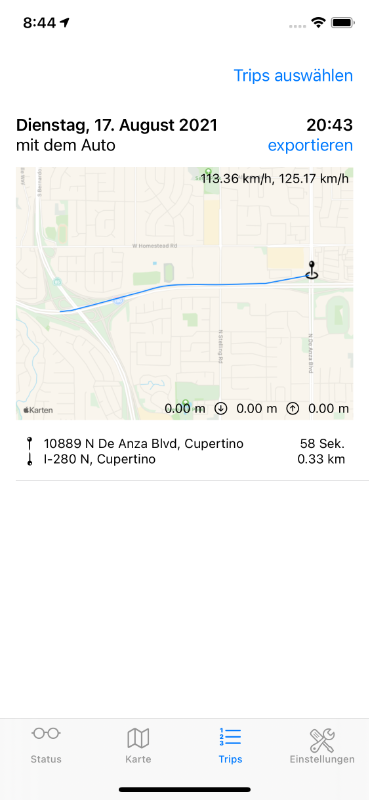 8:44
Trips auswählen
Dienstag, 17. August 2021 20:43
mit dem Auto exportieren
113.36 km/h, 125.17 km/h
W Homestead Rd
N Stelling Rd
N De Anza Blvd
Karten
0.00 m 0.00 m 0.00 m
10889 N De Anza Blvd, Cupertino 58 Sek.
I-280 N, Cupertino 0.33 km
Status Karte Trips Einstellungen